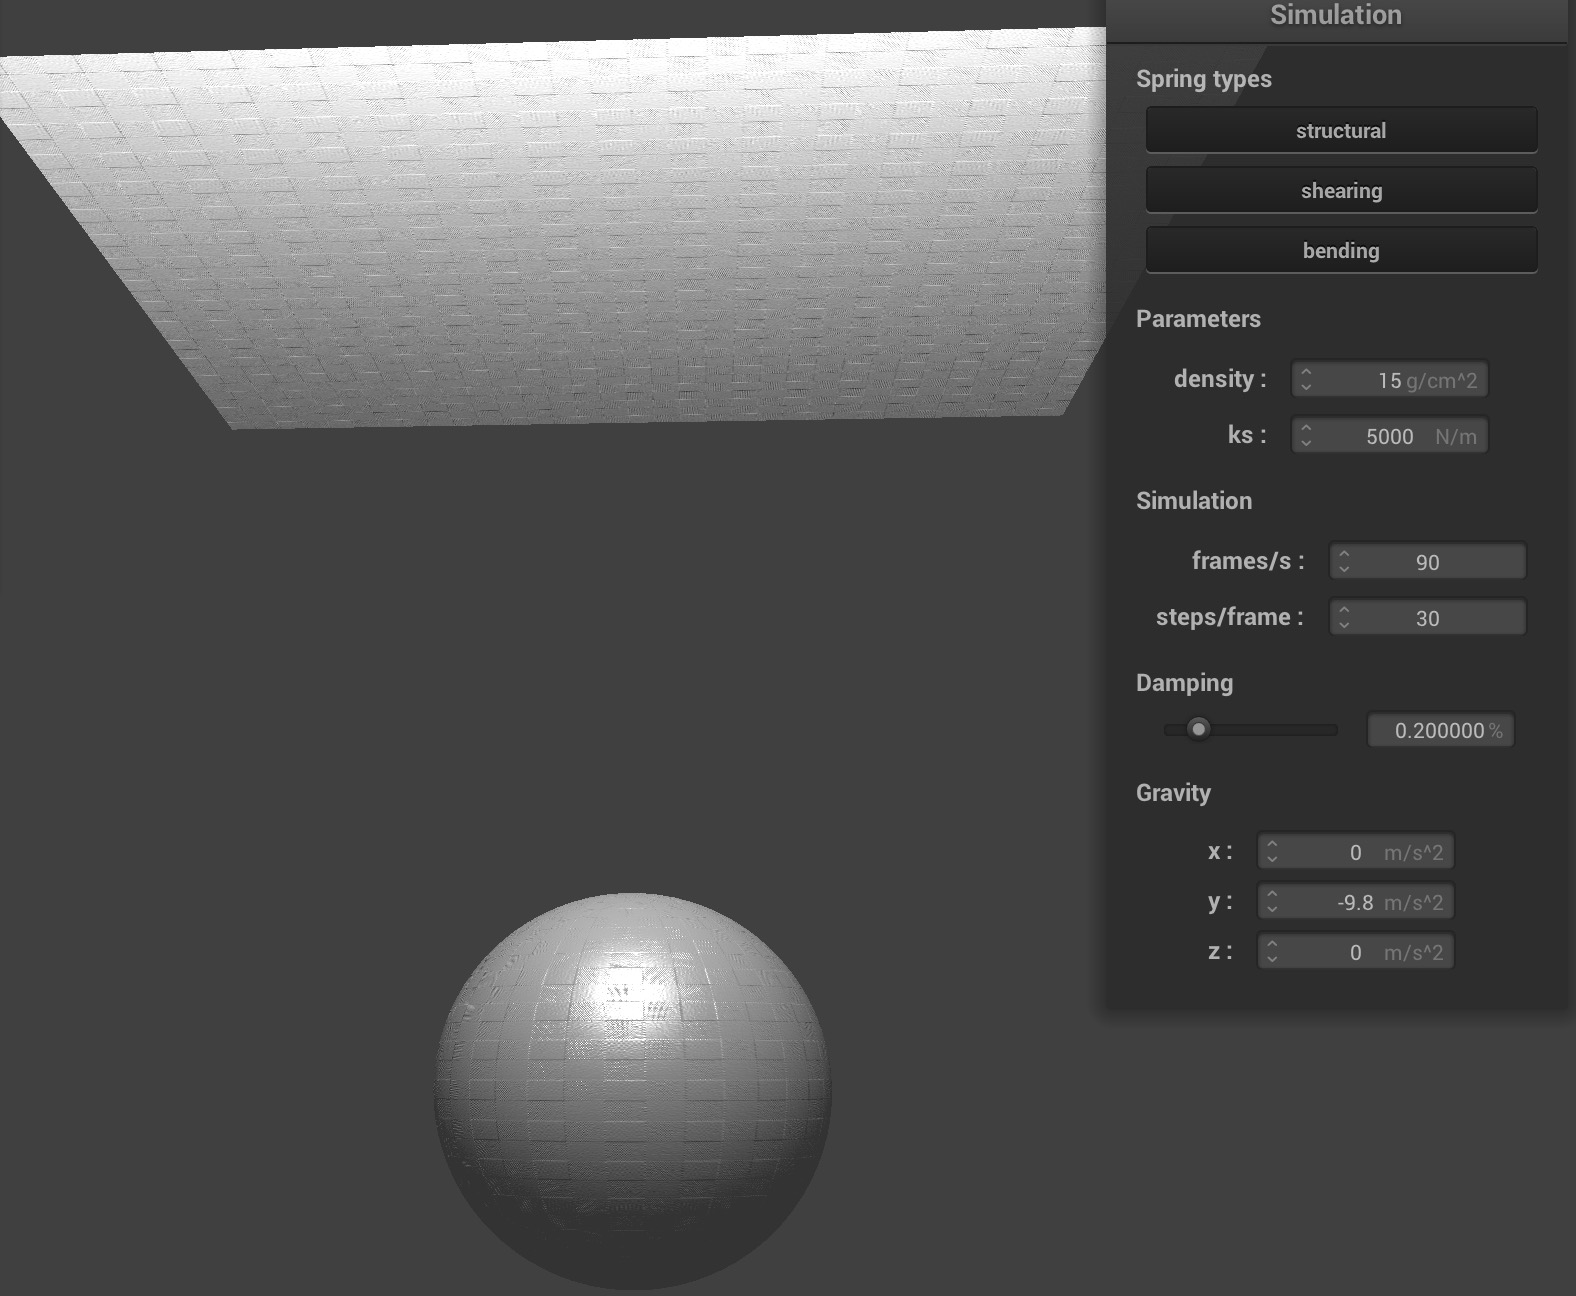 Simulation
Spring types
structural
shearing
bending
Parameters
density : 15 g/cm^2
ks : 5000 N/m
Simulation
frames/s : 90
steps/frame : 30
Damping
0.200000 %
Gravity
x : 0 m/s^2
y : -9.8 m/s^2
z : 0 m/s^2